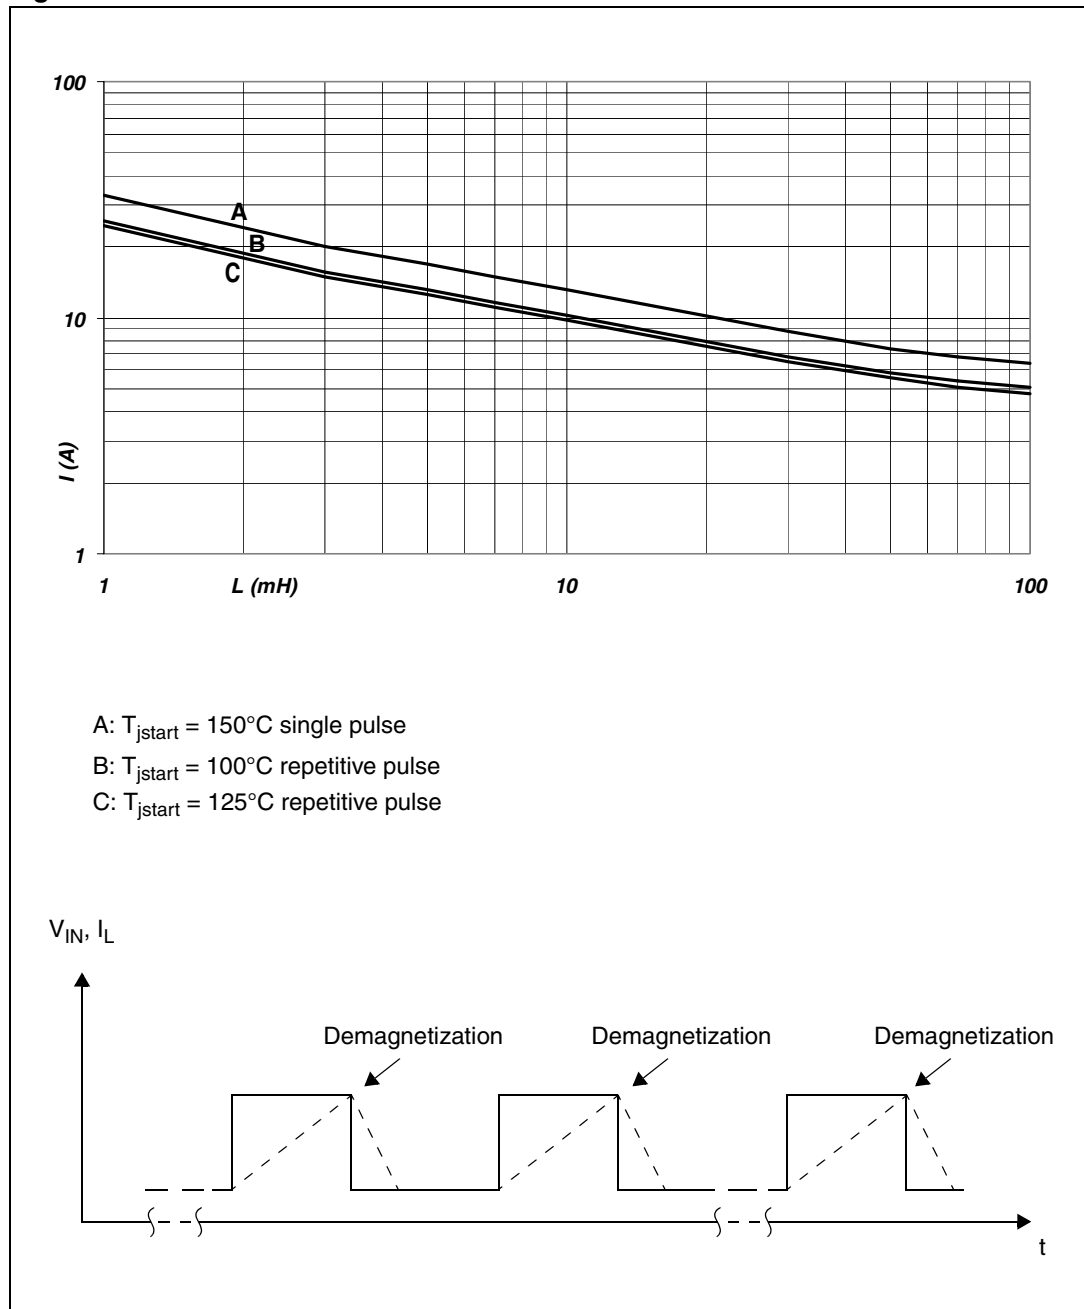 100
A
B
C
10
I (A)
1
1 L (mH) 10 100
A: Tjstart = 150°C single pulse
B: Tjstart = 100°C repetitive pulse
C: Tjstart = 125°C repetitive pulse
VIN, IL
Demagnetization Demagnetization Demagnetization
t